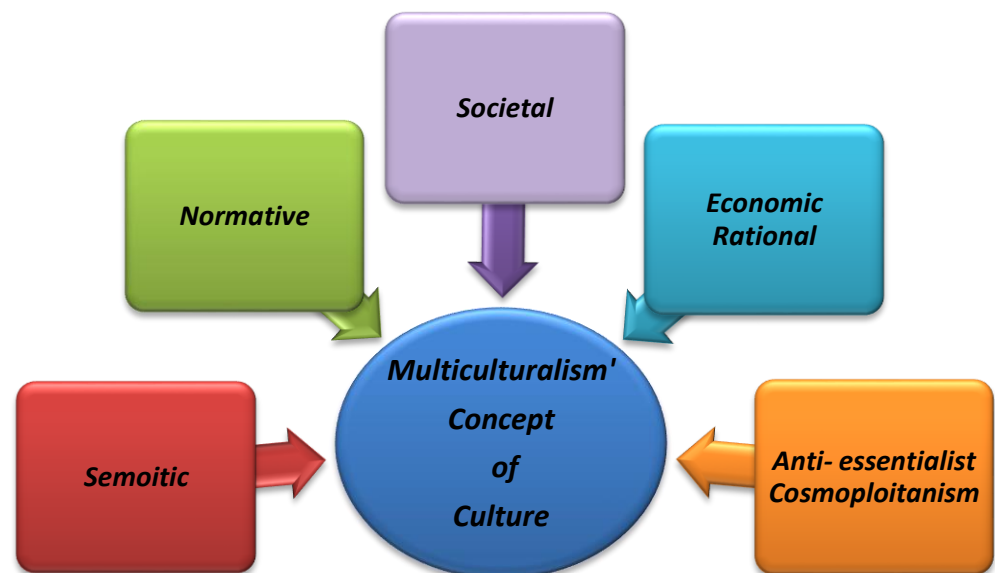 Societal
Normative
Economic
Rational
Multiculturalism'
Concept
of
Culture
Semoitic
Anti- essentialist
Cosmoploitanism